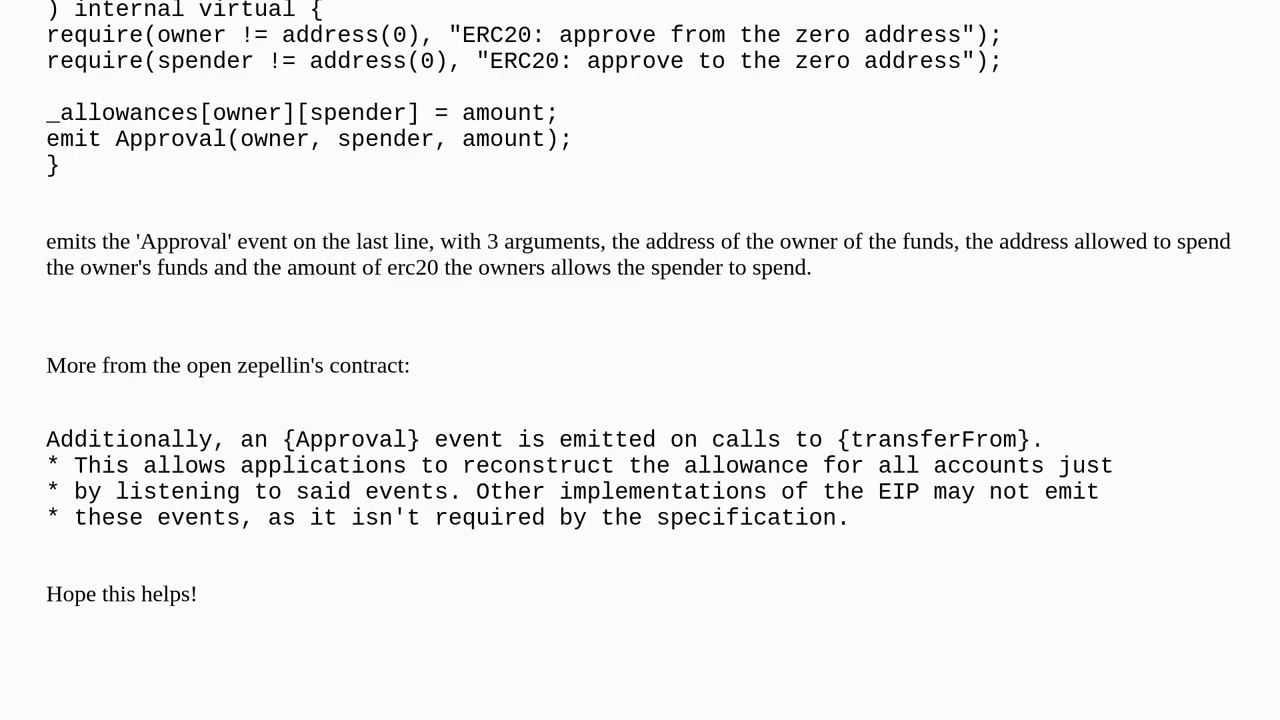 ) internal virtual {
require(owner != address(0), "ERC20: approve from the zero address");
require(spender != address(0), "ERC20: approve to the zero address");
_allowances[owner][spender] = amount;
emit Approval(owner, spender, amount);
}
emits the 'Approval' event on the last line, with 3 arguments, the address of the owner of the funds, the address allowed to spend
the owner's funds and the amount of erc20 the owners allows the spender to spend.
More from the open zepellin's contract:
Additionally, an {Approval} event is emitted on calls to {transferFrom}.
* This allows applications to reconstruct the allowance for all accounts just
* by listening to said events. Other implementations of the EIP may not emit
* these events, as it isn't required by the specification.
Hope this helps!